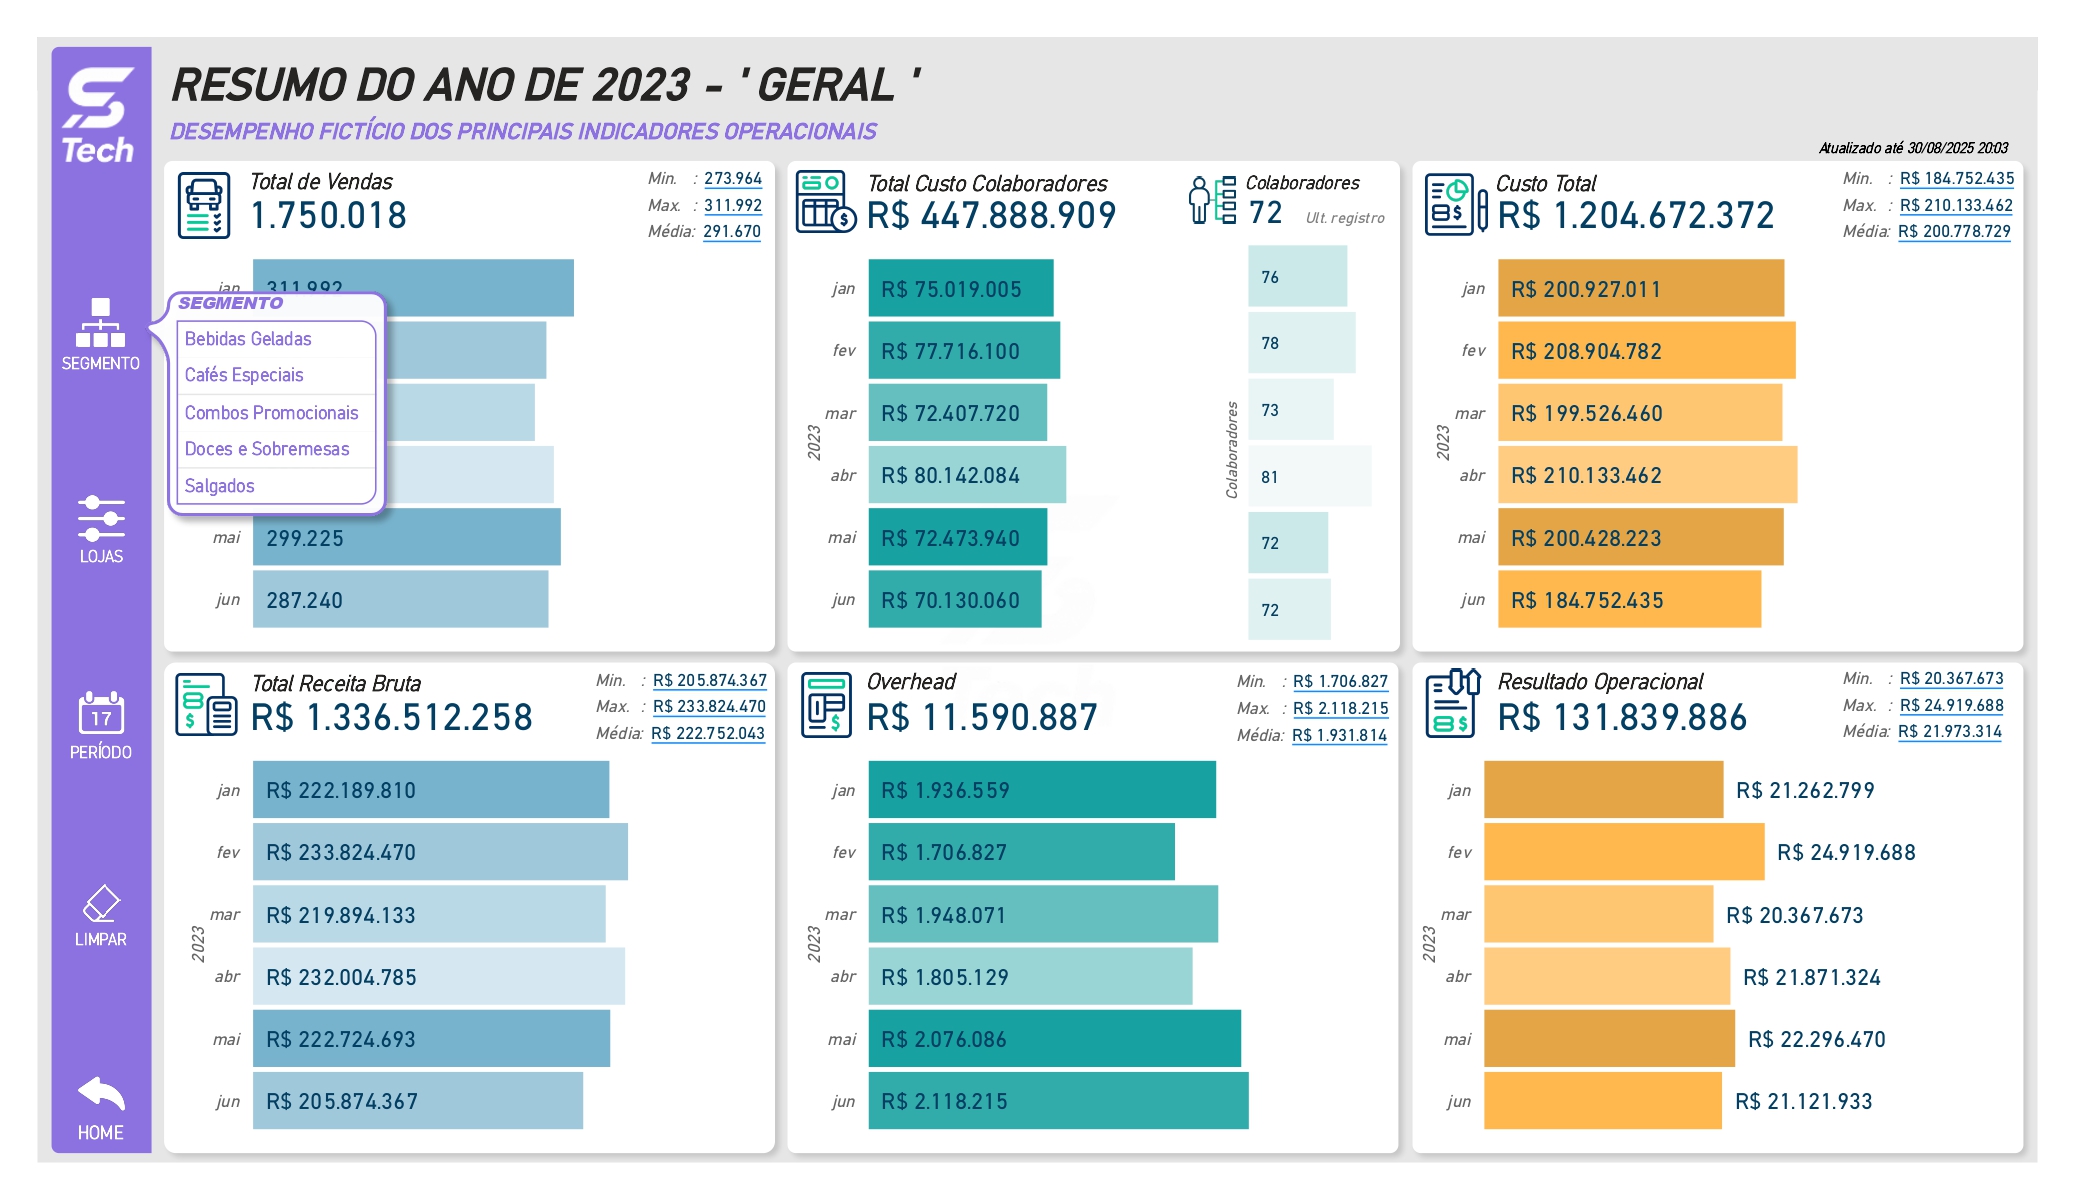 Tech
RESUMO DO ANO DE 2023 - ' GERAL '
DESEMPENHO FICTÍCIO DOS PRINCIPAIS INDICADORES OPERACIONAIS
Atualizado até 30/08/2025 20:03
SEGMENTO
LOJAS
17
PERÍODO
LIMPAR
HOME
Total de Vendas
1.750.018
Min. : 273.964
Max. : 311.992
Média: 291.670
jan 311.992
SEGMENTO
Bebidas Geladas
Cafés Especiais
Combos Promocionais
Doces e Sobremesas
Salgados
mai 299.225
jun 287.240
Total Custo Colaboradores
R$ 447.888.909
Colaboradores
72 Ult. registro
2023
jan R$ 75.019.005
fev R$ 77.716.100
mar R$ 72.407.720
abr R$ 80.142.084
mai R$ 72.473.940
jun R$ 70.130.060
Colaboradores
76
78
73
81
72
72
Custo Total
R$ 1.204.672.372
Min. : R$ 184.752.435
Max. : R$ 210.133.462
Média: R$ 200.778.729
2023
jan R$ 200.927.011
fev R$ 208.904.782
mar R$ 199.526.460
abr R$ 210.133.462
mai R$ 200.428.223
jun R$ 184.752.435
Total Receita Bruta
R$ 1.336.512.258
Min. : R$ 205.874.367
Max. : R$ 233.824.470
Média: R$ 222.752.043
2023
jan R$ 222.189.810
fev R$ 233.824.470
mar R$ 219.894.133
abr R$ 232.004.785
mai R$ 222.724.693
jun R$ 205.874.367
Overhead
R$ 11.590.887
Min. : R$ 1.706.827
Max. : R$ 2.118.215
Média: R$ 1.931.814
2023
jan R$ 1.936.559
fev R$ 1.706.827
mar R$ 1.948.071
abr R$ 1.805.129
mai R$ 2.076.086
jun R$ 2.118.215
Resultado Operacional
R$ 131.839.886
Min. : R$ 20.367.673
Max. : R$ 24.919.688
Média: R$ 21.973.314
2023
jan R$ 21.262.799
fev R$ 24.919.688
mar R$ 20.367.673
abr R$ 21.871.324
mai R$ 22.296.470
jun R$ 21.121.933